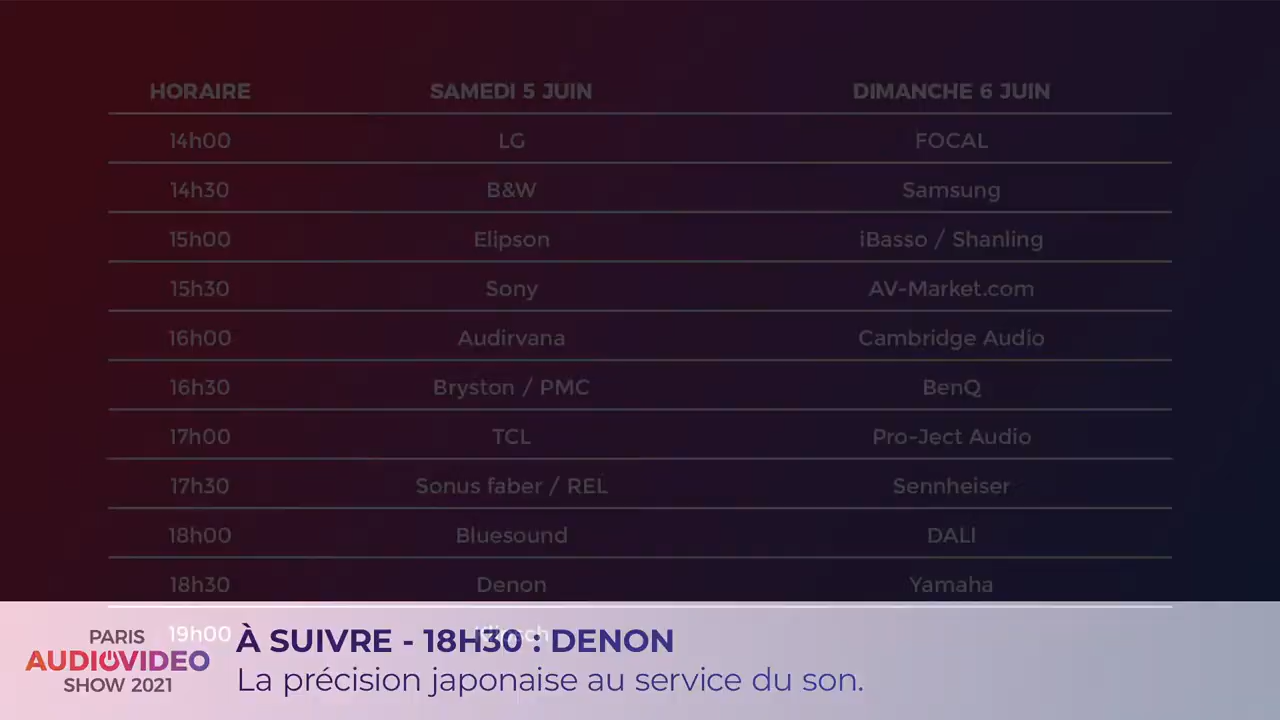 HORAIRE SAMEDI 5 JUIN DIMANCHE 6 JUIN
14h00 LG FOCAL
14h30 B&W Samsung
15h00 Elipson iBasso / Shanling
15h30 Sony AV-Market.com
16h00 Audirvana Cambridge Audio
16h30 Bryston / PMC BenQ
17h00 TCL Pro-Ject Audio
17h30 Sonus faber / REL Sennheiser
18h00 Bluesound DALI
18h30 Denon Yamaha
19h00
PARIS
AUDIOVIDEO
SHOW 2021
À SUIVRE - 18H30 : DENON
La précision japonaise au service du son.